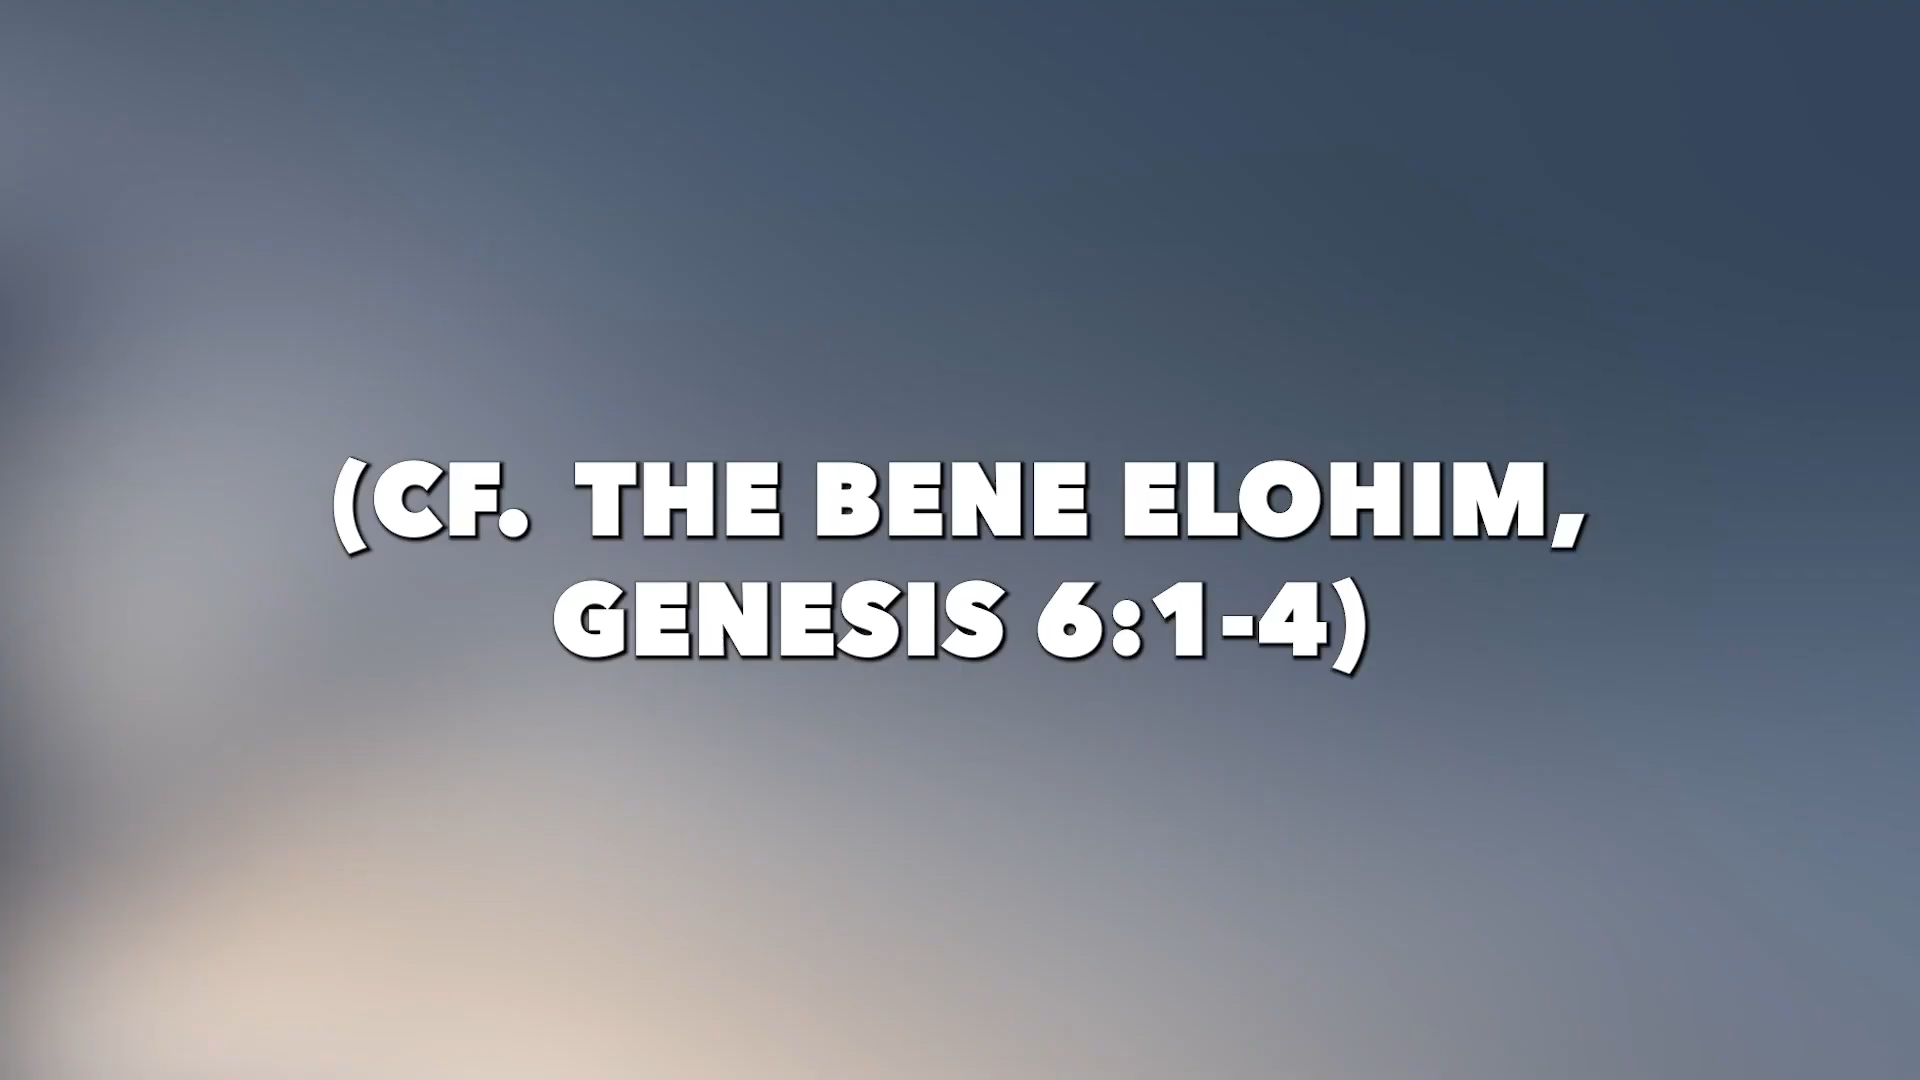 (CF. THE BENE ELOHIM,
GENESIS 6:1-4)